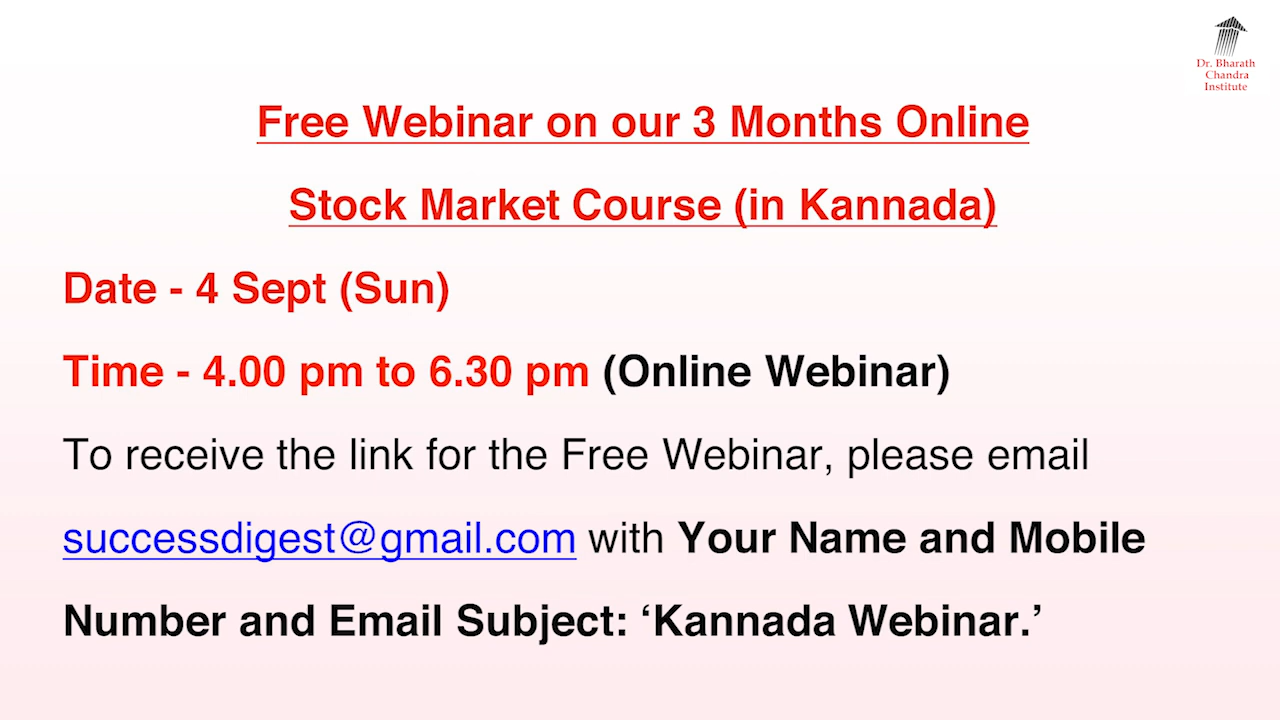 Dr. Bharath
Chandra
Institute
Free Webinar on our 3 Months Online
Stock Market Course (in Kannada)
Date - 4 Sept (Sun)
Time - 4.00 pm to 6.30 pm (Online Webinar)
To receive the link for the Free Webinar, please email
successdigest@gmail.com with Your Name and Mobile
Number and Email Subject: ‘Kannada Webinar.’